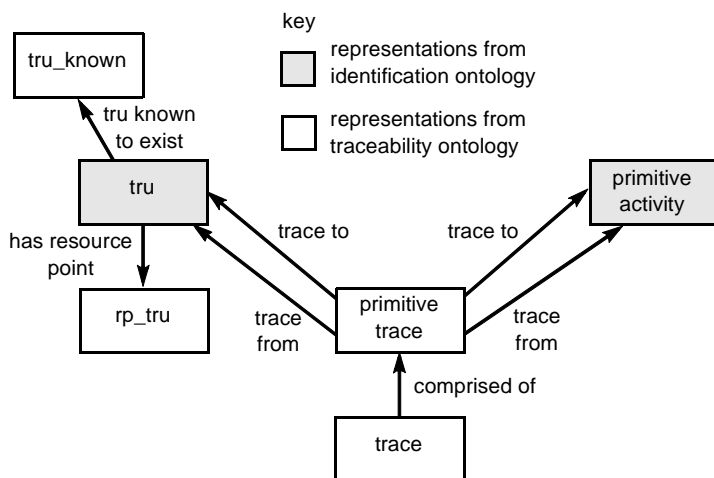 key
representations from
identification ontology
representations from
traceability ontology
tru_known
tru known
to exist
tru
primitive
activity
has resource
point
trace to
trace to
rp_tru
primitive
trace
trace
from
trace
from
comprised of
trace